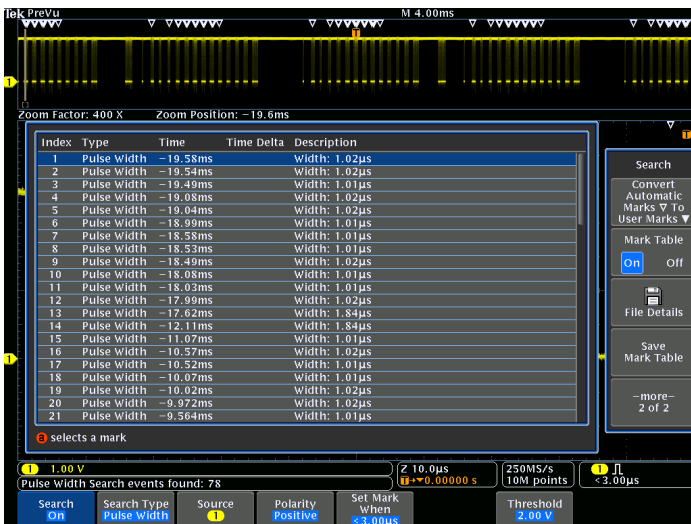 Tek PreVu M 4.00ms
T
1
Zoom Factor: 400 X Zoom Position: −19.6ms
T
Index Type Time Time Delta Description
1 Pulse Width −19.58ms Width: 1.02µs
2 Pulse Width −19.54ms Width: 1.02µs
3 Pulse Width −19.49ms Width: 1.01µs
4 Pulse Width −19.08ms Width: 1.02µs
5 Pulse Width −19.04ms Width: 1.02µs
6 Pulse Width −18.99ms Width: 1.01µs
7 Pulse Width −18.58ms Width: 1.01µs
8 Pulse Width −18.53ms Width: 1.01µs
9 Pulse Width −18.49ms Width: 1.02µs
10 Pulse Width −18.08ms Width: 1.01µs
11 Pulse Width −18.03ms Width: 1.01µs
12 Pulse Width −17.99ms Width: 1.02µs
13 Pulse Width −17.62ms Width: 1.84µs
14 Pulse Width −12.11ms Width: 1.84µs
15 Pulse Width −11.07ms Width: 1.01µs
16 Pulse Width −10.57ms Width: 1.02µs
17 Pulse Width −10.52ms Width: 1.01µs
18 Pulse Width −10.07ms Width: 1.01µs
19 Pulse Width −10.02ms Width: 1.02µs
20 Pulse Width −9.972ms Width: 1.02µs
21 Pulse Width −9.564ms Width: 1.01µs
a selects a mark
Search
Convert
Automatic
Marks ▽ To
User Marks ▼
Mark Table
On Off
File Details
Save
Mark Table
−more−
2 of 2
1
1 1.00 V
Pulse Width Search events found: 78
Z 10.0µs
T→▼0.00000 s
250MS/s
10M points
1
<3.00µs
Search
On
Search Type
Pulse Width
Source
1
Polarity
Positive
Set Mark
When
<3.00µs
Threshold
2.00 V